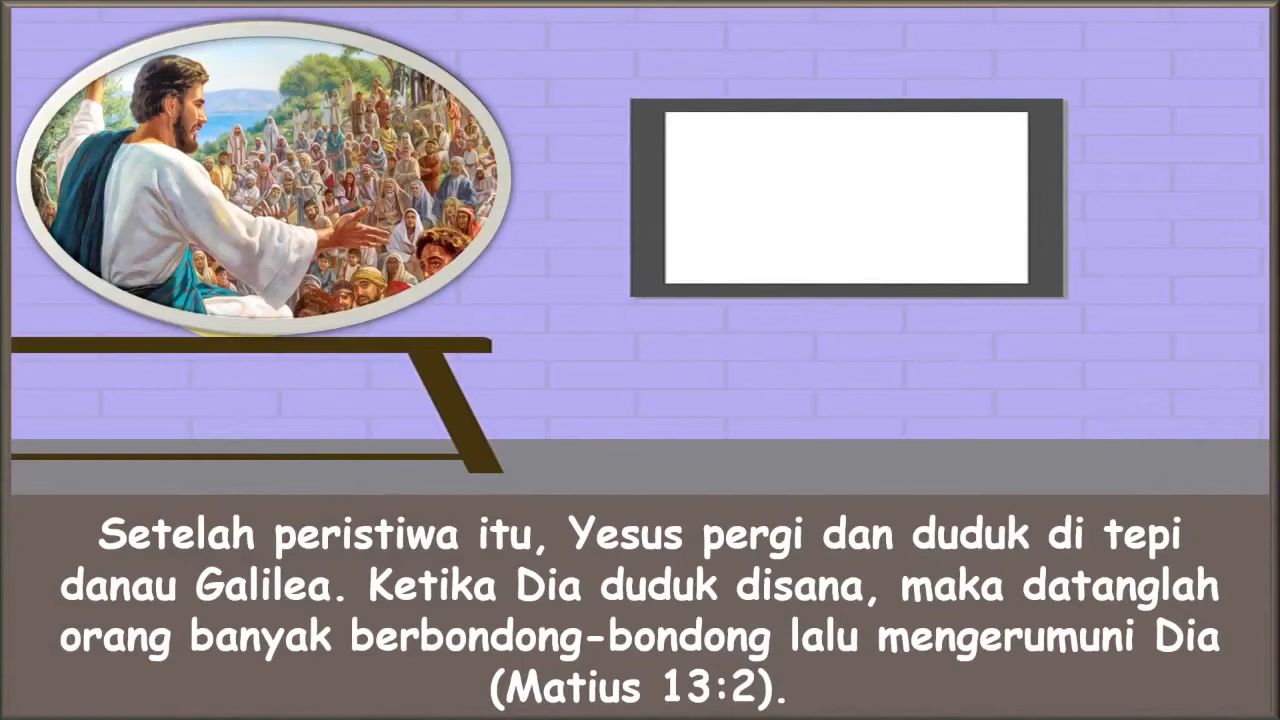 Setelah peristiwa itu, Yesus pergi dan duduk di tepi
danau Galilea. Ketika Dia duduk disana, maka datanglah
orang banyak berbondong-bondong lalu mengerumuni Dia
(Matius 13:2).